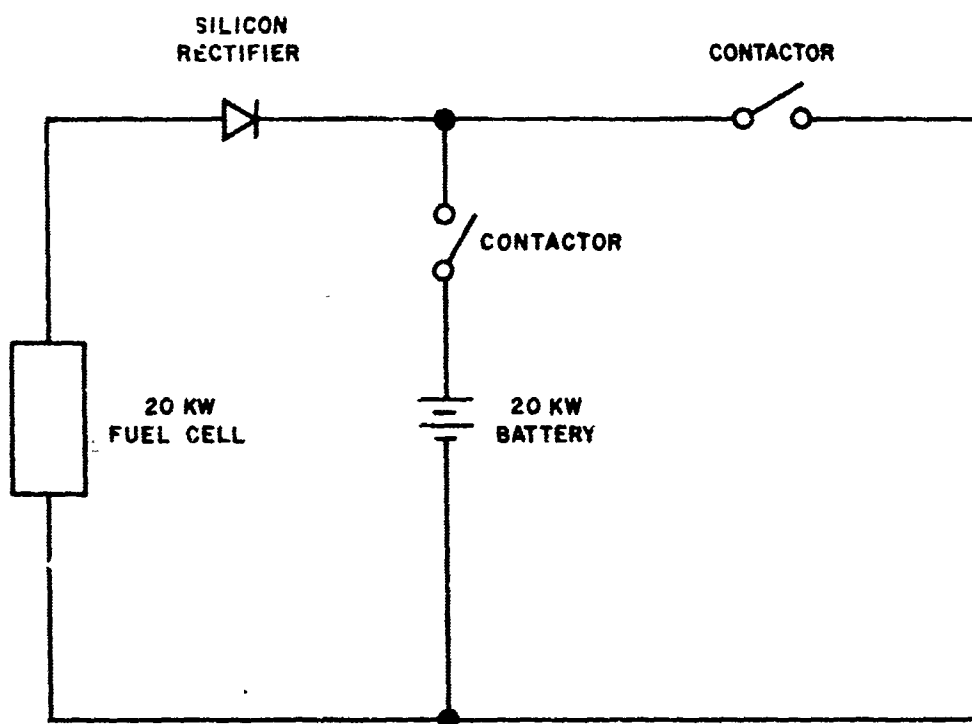 SILICON
RECTIFIER
CONTACTOR
CONTACTOR
20 KW
FUEL CELL
20 KW
BATTERY